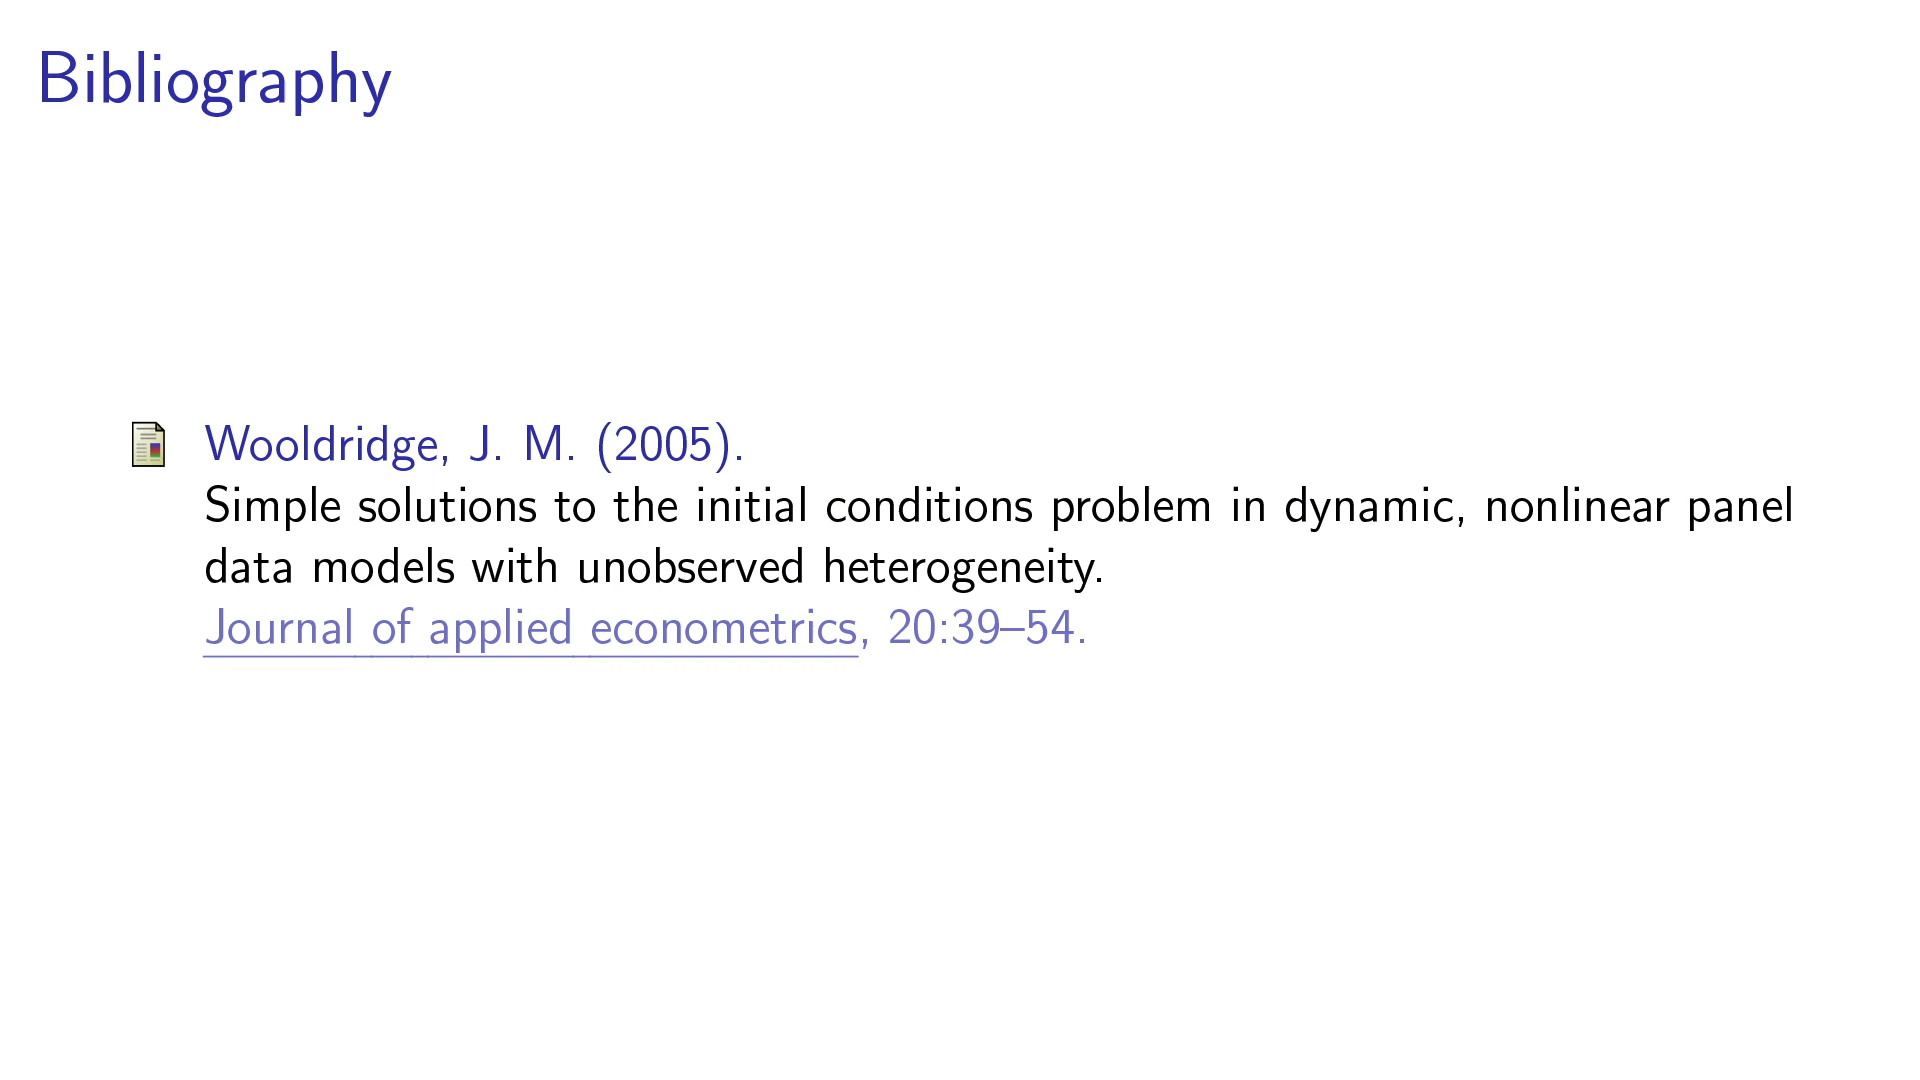 Bibliography
Wooldridge, J. M. (2005).
Simple solutions to the initial conditions problem in dynamic, nonlinear panel
data models with unobserved heterogeneity.
Journal of applied econometrics, 20:39–54.